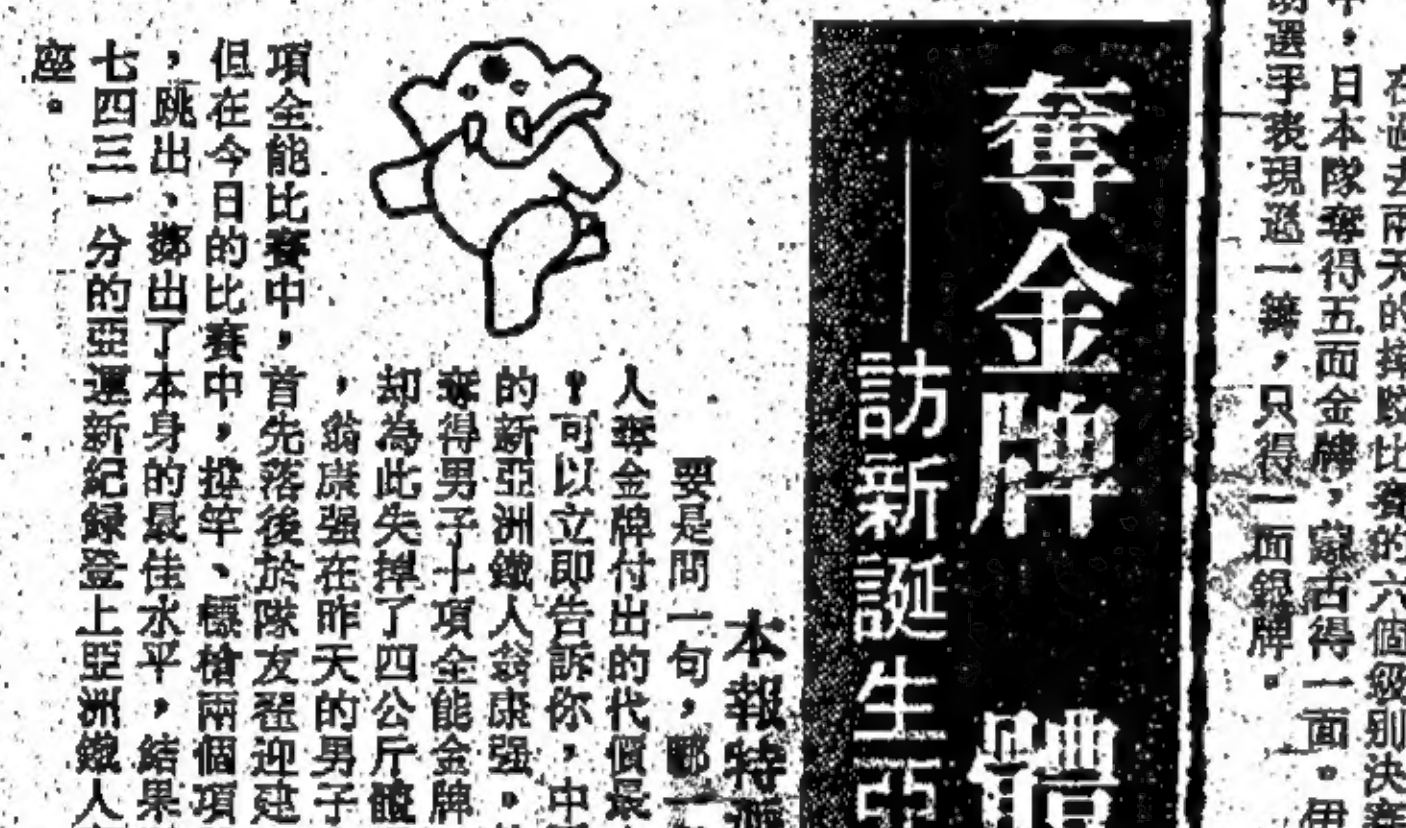 在過去兩天的摔跤比賽的六個級別決賽
中，日本隊奪得五面金牌，蒙古得一面。伊
選手表現遜一籌，只得一面銀牌。
奪金牌 體
——訪新誕生亞
本報特派
要是問一句，哪一
人奪金牌付出的代價最
，可以立即告訴你，中
的新亞洲鐵人翁康强。
奪得男子十項全能金牌
却為此失掉了四公斤體
，翁康强在昨天的男子
項全能比賽中，首先落後於隊友翟迎建
但在今日的比賽中，撑竿、標槍兩個項
，跳出、擲出了本身的最佳水平，結果
七四三一分的亞運新紀録登上亞洲鐵人
座。